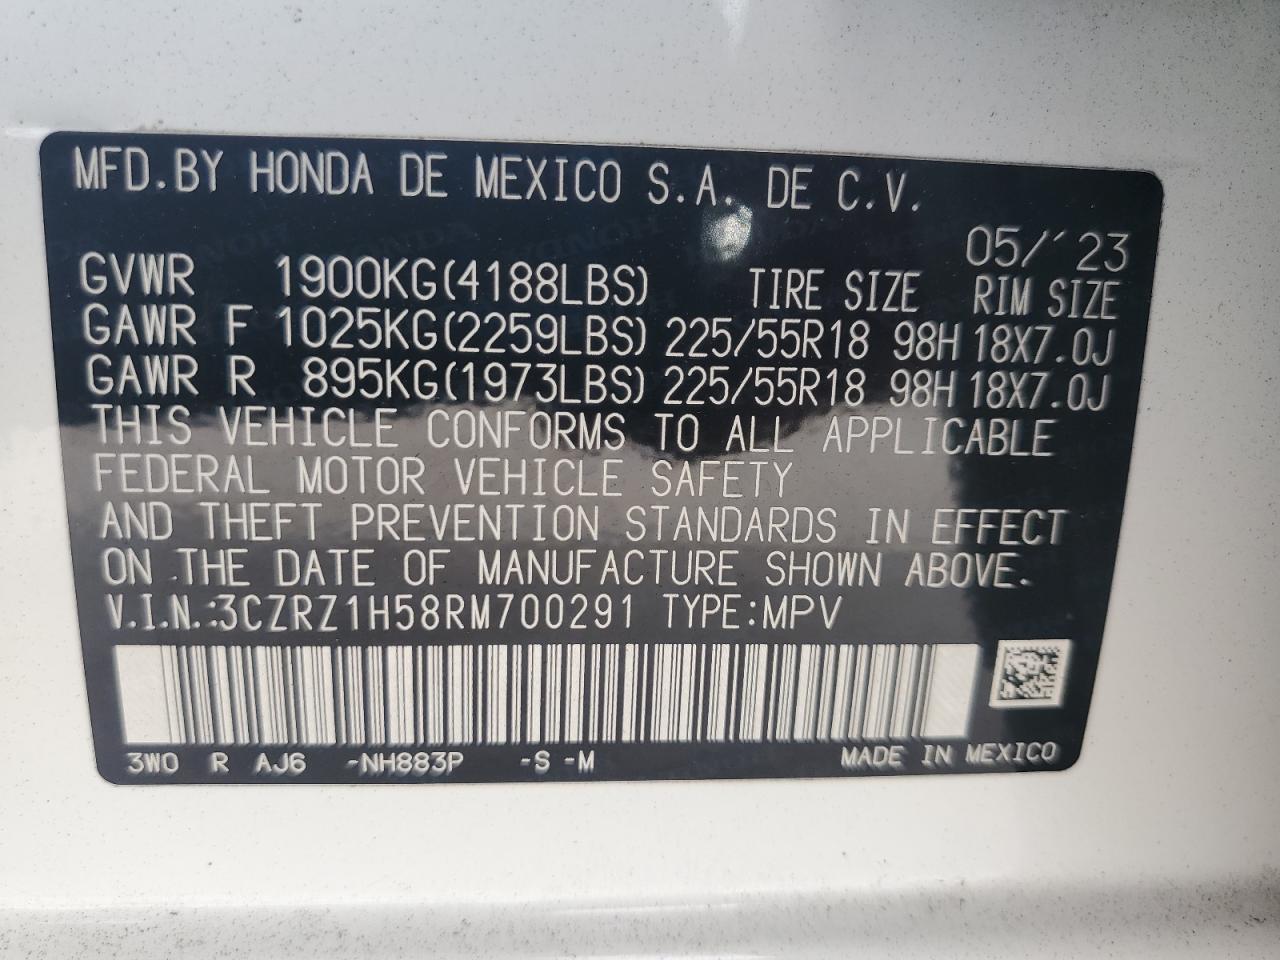 MFD.BY HONDA DE MEXICO S.A. DE C.V.
05/´23
GVWR 1900KG(4188LBS) TIRE SIZE RIM SIZE
GAWR F 1025KG(2259LBS) 225/55R18 98H 18X7.0J
GAWR R 895KG(1973LBS) 225/55R18 98H 18X7.0J
THIS VEHICLE CONFORMS TO ALL APPLICABLE
FEDERAL MOTOR VEHICLE SAFETY
AND THEFT PREVENTION STANDARDS IN EFFECT
ON THE DATE OF MANUFACTURE SHOWN ABOVE.
V.I.N.:3CZRZ1H58RM700291 TYPE:MPV
3W0 R AJ6 -NH883P -S -M MADE IN MEXICO